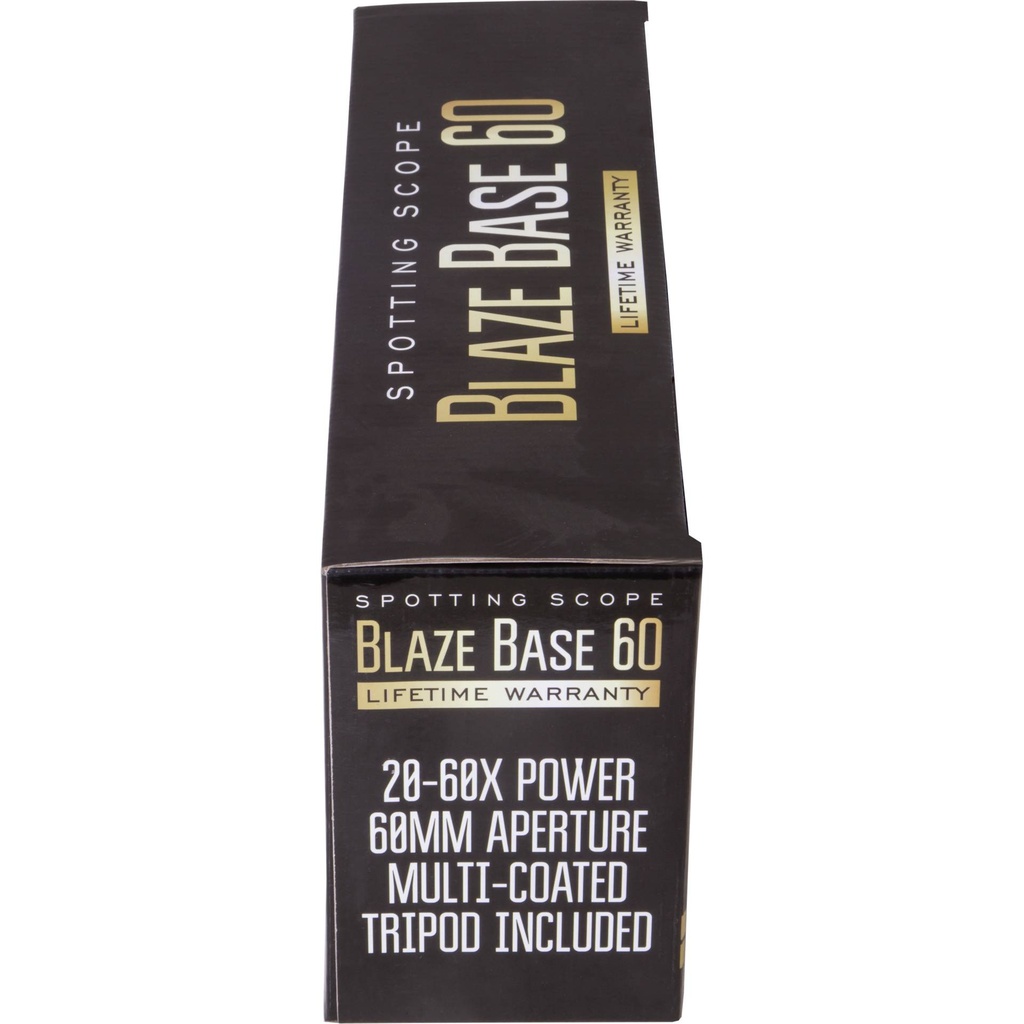 SPOTTING SCOPE
BLAZE BASE 60
LIFETIME WARRANTY
SPOTTING SCOPE
BLAZE BASE 60
LIFETIME WARRANTY
20-60X POWER
60MM APERTURE
MULTI-COATED
TRIPOD INCLUDED